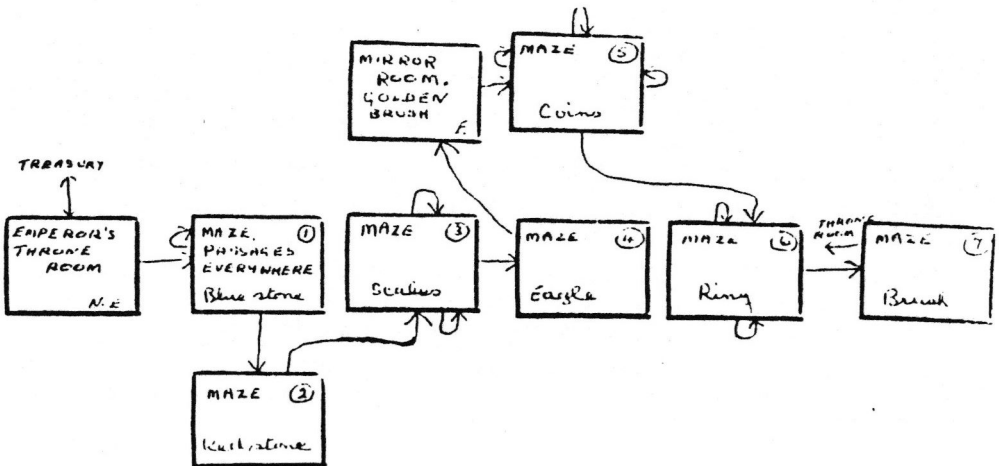 MAZE ⑤
Coins
MIRROR
ROOM.
GOLDEN
BRUSH
E.
TREASURY
EMPEROR'S
THRONE
ROOM
N.E
MAZE. ①
PASSAGES
EVERYWHERE
Blue stone
MAZE ③
MAZE ④
Eagle
MAZE ⑥
Ring
THRONE
ROOM
MAZE ⑦
Brush
MAZE ②